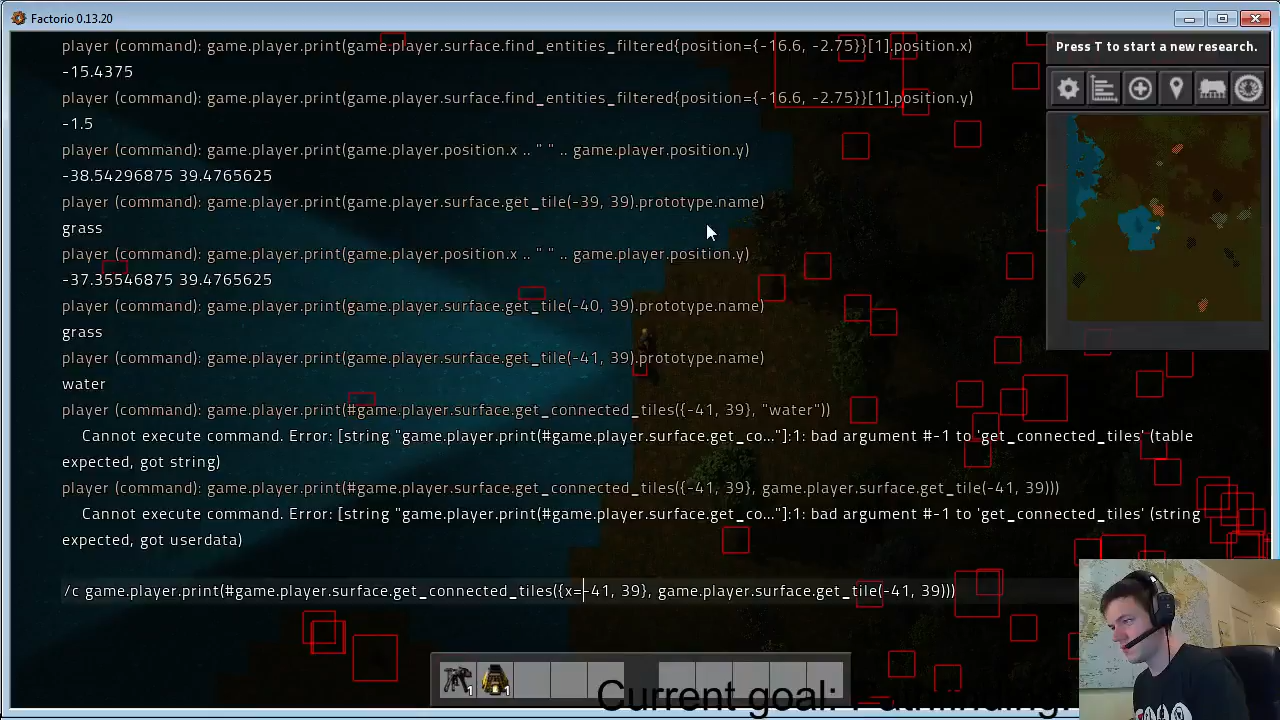 Factorio 0.13.20
player (command): game.player.print(game.player.surface.find_entities_filtered{position={-16.6, -2.75}}[1].position.x)
-15.4375
player (command): game.player.print(game.player.surface.find_entities_filtered{position={-16.6, -2.75}}[1].position.y)
-1.5
player (command): game.player.print(game.player.position.x .. " " .. game.player.position.y)
-38.54296875 39.4765625
player (command): game.player.print(game.player.surface.get_tile(-39, 39).prototype.name)
grass
player (command): game.player.print(game.player.position.x .. " " .. game.player.position.y)
-37.35546875 39.4765625
player (command): game.player.print(game.player.surface.get_tile(-40, 39).prototype.name)
grass
player (command): game.player.print(game.player.surface.get_tile(-41, 39).prototype.name)
water
player (command): game.player.print(#game.player.surface.get_connected_tiles({-41, 39}, "water"))
Cannot execute command. Error: [string "game.player.print(#game.player.surface.get_co..."]:1: bad argument #-1 to 'get_connected_tiles' (table
expected, got string)
player (command): game.player.print(#game.player.surface.get_connected_tiles({-41, 39}, game.player.surface.get_tile(-41, 39)))
Cannot execute command. Error: [string "game.player.print(#game.player.surface.get_co..."]:1: bad argument #-1 to 'get_connected_tiles' (string
expected, got userdata)
/c game.player.print(#game.player.surface.get_connected_tiles({x=-41, 39}, game.player.surface.get_tile(-41, 39)))
Press T to start a new research.
1
1
Current goal: